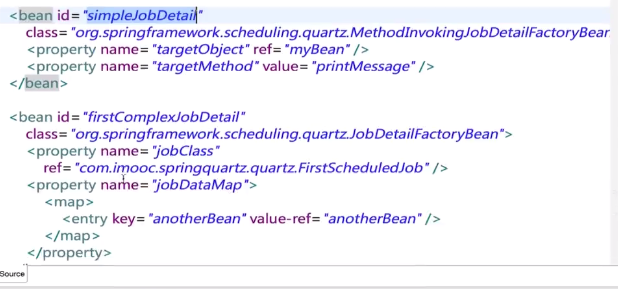 <bean id="simpleJobDetail"
class="org.springframework.scheduling.quartz.MethodInvokingJobDetailFactoryBean
<property name="targetObject" ref="myBean" />
<property name="targetMethod" value="printMessage" />
</bean>
<bean id="firstComplexJobDetail"
class="org.springframework.scheduling.quartz.JobDetailFactoryBean">
<property name="jobClass"
ref="com.imooc.springquartz.quartz.FirstScheduledJob" />
<property name="jobDataMap">
<map>
<entry key="anotherBean" value-ref="anotherBean" />
</map>
</property>
Source